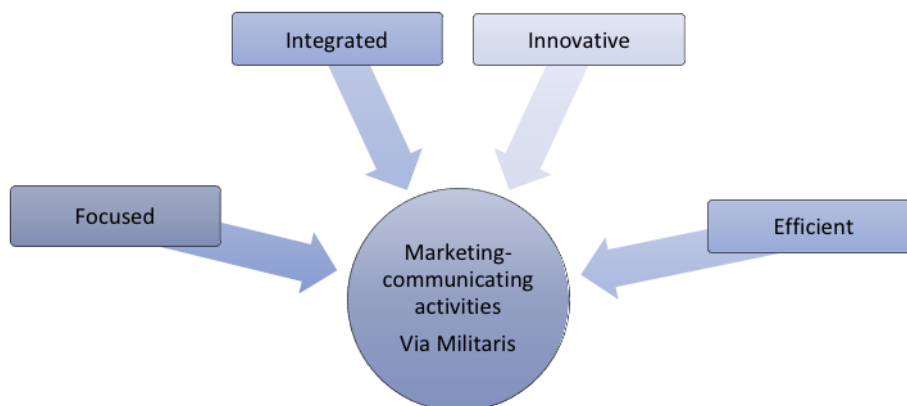 Integrated
Innovative
Focused
Efficient
Marketing-
communicating
activities
Via Militaris